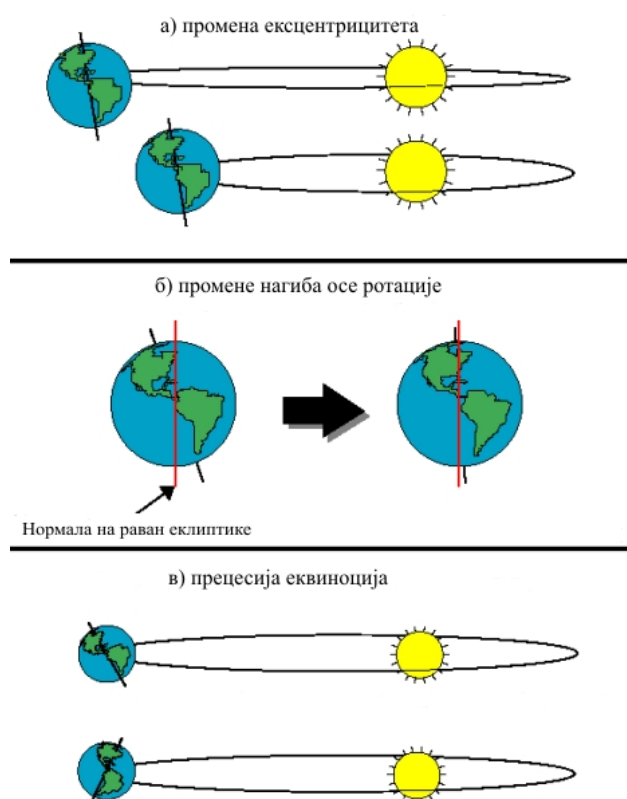 а) промена ексцентрицитета
б) промене нагиба осе ротације
Нормала на раван еклиптике
в) прецесија еквиноција